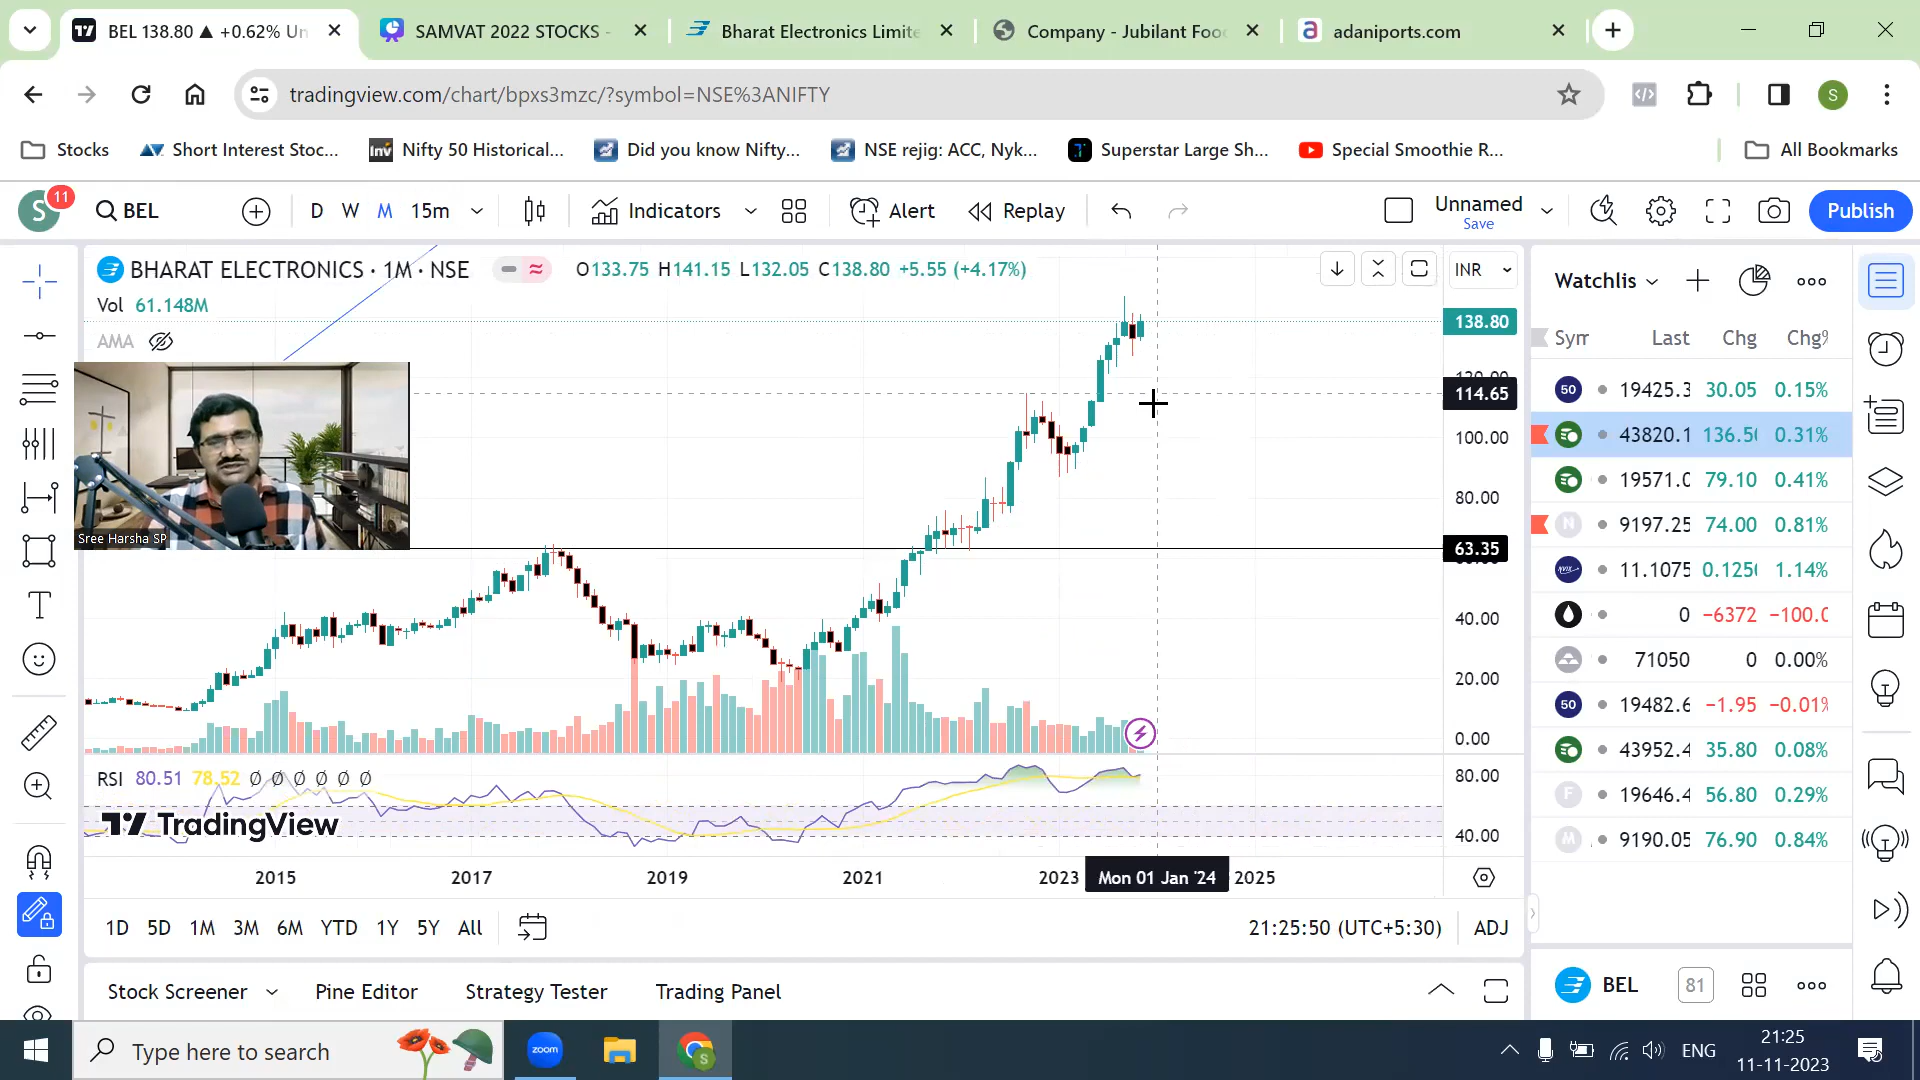 BEL 138.80 ▲ +0.62% Un
SAMVAT 2022 STOCKS -
Bharat Electronics Limite
Company - Jubilant Foo
adaniports.com
tradingview.com/chart/bpxs3mzc/?symbol=NSE%3ANIFTY
S
Stocks
Short Interest Stoc...
Inv
Nifty 50 Historical...
Did you know Nifty...
NSE rejig: ACC, Nyk...
Superstar Large Sh...
Special Smoothie R...
All Bookmarks
S 11
BEL
D W M 15m
Indicators
Alert
Replay
Unnamed
Save
Publish
BHARAT ELECTRONICS · 1M · NSE
O133.75 H141.15 L132.05 C138.80 +5.55 (+4.17%)
INR
Vol 61.148M
AMA
Sree Harsha SP
138.80
120.00
114.65
100.00
80.00
63.35
40.00
20.00
0.00
RSI 80.51 78.52 Ø Ø Ø Ø Ø Ø
80.00
TradingView
40.00
2015 2017 2019 2021 2023 Mon 01 Jan '24 2025
1D 5D 1M 3M 6M YTD 1Y 5Y All
21:25:50 (UTC+5:30) ADJ
Stock Screener
Pine Editor
Strategy Tester
Trading Panel
Watchlis
Sym Last Chg Chg%
50 19425.3 30.05 0.15%
43820.1 136.50 0.31%
19571.0 79.10 0.41%
N 9197.25 74.00 0.81%
11.1075 0.1250 1.14%
0 −6372 −100.0
71050 0 0.00%
50 19482.6 −1.95 −0.01%
43952.4 35.80 0.08%
F 19646.4 56.80 0.29%
M 9190.05 76.90 0.84%
BEL 81
Type here to search
zoom
S
ENG
21:25
11-11-2023